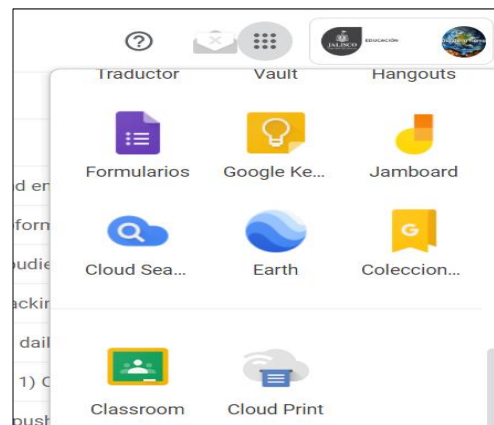 JALISCO EDUCACIÓN
Traductor Vault Hangouts
Formularios Google Ke... Jamboard
Cloud Sea... Earth Coleccion...
Classroom Cloud Print
d en
form
udie
ackin
dail
1) C
push